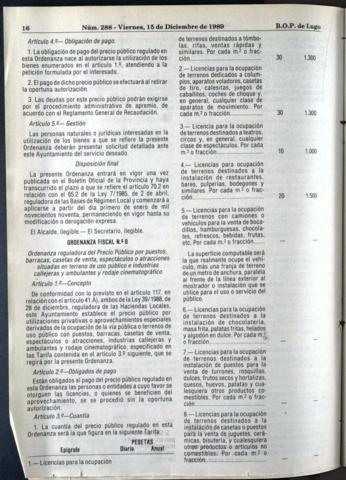 16 Núm. 288 - Viernes, 15 de Diciembre de 1989 B.O.P. de Lugo
Artículo 4.º- Obligación de pago.
1. La obligación de pago del precio público regulado en
esta Ordenanza nace al autorizarse la utilización de los
bienes enumerados en el artículo 1.º, atendiendo a la
petición formulada por el interesado.
2. El pago de dicho precio público se efectuará al retirar
la oportuna autorización.
3. Las deudas por este precio público podrán exigirse
por el procedimiento administrativo de apremio, de
acuerdo con el Reglamento General de Recaudación.
Artículo 5.º- Gestión
Las personas naturales o jurídicas interesadas en la
utilización de los bienes a que se refiere la presente
Ordenanza deberán presentar solicitud detallada ante
este Ayuntamiento del servicio deseado.
Disposición final
La presente Ordenanza entrará en vigor una vez
publicada en el Boletín Oficial de la Provincia y haya
transcurrido el plazo a que se refiere el artículo 70.2 en
relación con el 65.2 de la Ley 7/1985, de 2 de abril,
reguladora de las Bases de Régimen Local y comenzará a
aplicarse a partir del día primero de enero de mil
novecientos noventa, permaneciendo en vigor hasta su
modificación o derogación expresa.
El Alcalde, ilegible.— El Secretario, ilegible.
ORDENANZA FISCAL N.º 8
Ordenanza reguladora del Precio Público por puestos,
barracas, casetas de venta, espectáculos o atracciones
situadas en terreno de uso público e industrias
callejeras y ambulantes y rodaje cinematográfico
Artículo 1.º—Concepto
De conformidad con lo previsto en el artículo 117, en
relación con el artículo 41.A), ambos de la Ley 39/1988, de
28 de diciembre, reguladora de las Haciendas Locales,
este Ayuntamiento establece el precio público por
utilizaciones privativas o aprovechamientos especiales
derivados de la ocupación de la vía pública o terrenos de
uso público con puestos, barracas, casetas de venta,
espectáculos o atracciones, industrias callejeras y
ambulantes y rodaje cinematográfico, especificado en
las Tarifa contenida en el artículo 3.º siguiente, que se
regirá por la presente Ordenanza.
Artículo 2.º—Obligados de pago
Están obligados al pago del precio público regulado en
esta Ordenanza las personas o entidades a cuyo favor se
otorguen las licencias, o quienes se beneficien del
aprovechamiento, se se procedió sin la oportuna
autorización.
Artículo 3.º—Cuantía
1. La cuantía del precio público regulado en esta
Ordenanza será la que figura en la siguiente Tarifa:
PESETAS
Epígrafe Diario Anual
1.— Licencias para la ocupación
de terrenos destinados a tómbo-
las, rifas, ventas rápidas y
similares. Por cada m.² o frac-
ción 30 1.300
2.— Licencia para la ocupación
de terrenos dedicados a colum-
pios, aparatos voladores, casetas
de tiro, calesitas, juegos de
caballitos, coches de choque y,
en general, cualquier clase de
aparatos de movimiento. Por
cada m.² o fracción 30 1.300
3.— Licencia para la ocupación
de terrenos destinados a teatros,
circos y, en general, cualquier
clase de espectáculos. Por cada
m.² o fracción 10 1.000
4.— Licencias para ocupación
de terrenos destinados a la
instalación de restaurantes,
bares, pulperías, bodegones y
similares. Por cada m.² o frac-
ción 20 1.500
5.— Licencias para la ocupación
de terrenos con camiones o
vehículos para la venta de boca-
dillos, hamburguesas, chocola-
tes, refrescos, bebidas, frutas,
etc. Por cada m.² o fracción
La superficie computable será
la que realmente ocupe el vehí-
culo, más una franja de terreno
de un metro de anchura, paralela
al frente de la línea exterior al
mostrador o instalación que se
utilice para el uso o servicio del
público.
6.— Licencias para ocupación
de terrenos destinados a la
instalación de chocolatería,
masa frita, patatas fritas, helados
y algodón en dulce. Por cada m.²
o fracción
7.— Licencias para la ocupación
de terrenos destinados a la
instalación de puestos para la
venta de turrones, rosquillas,
dulces, frutos secos y hortalizas,
quesos, huevos, patatas y cua-
lesquiera otros productos co-
mestibles. Por cada m.² o frac-
ción
8.— Licencias para la ocupación
de terrenos destinados a la
instalación de casetas o puestos
para la venta de juguetes, cerá-
micas, bisutería, y cualesquiera
otros productos o artículos no
comestibles. Por cada m.² o
fracción